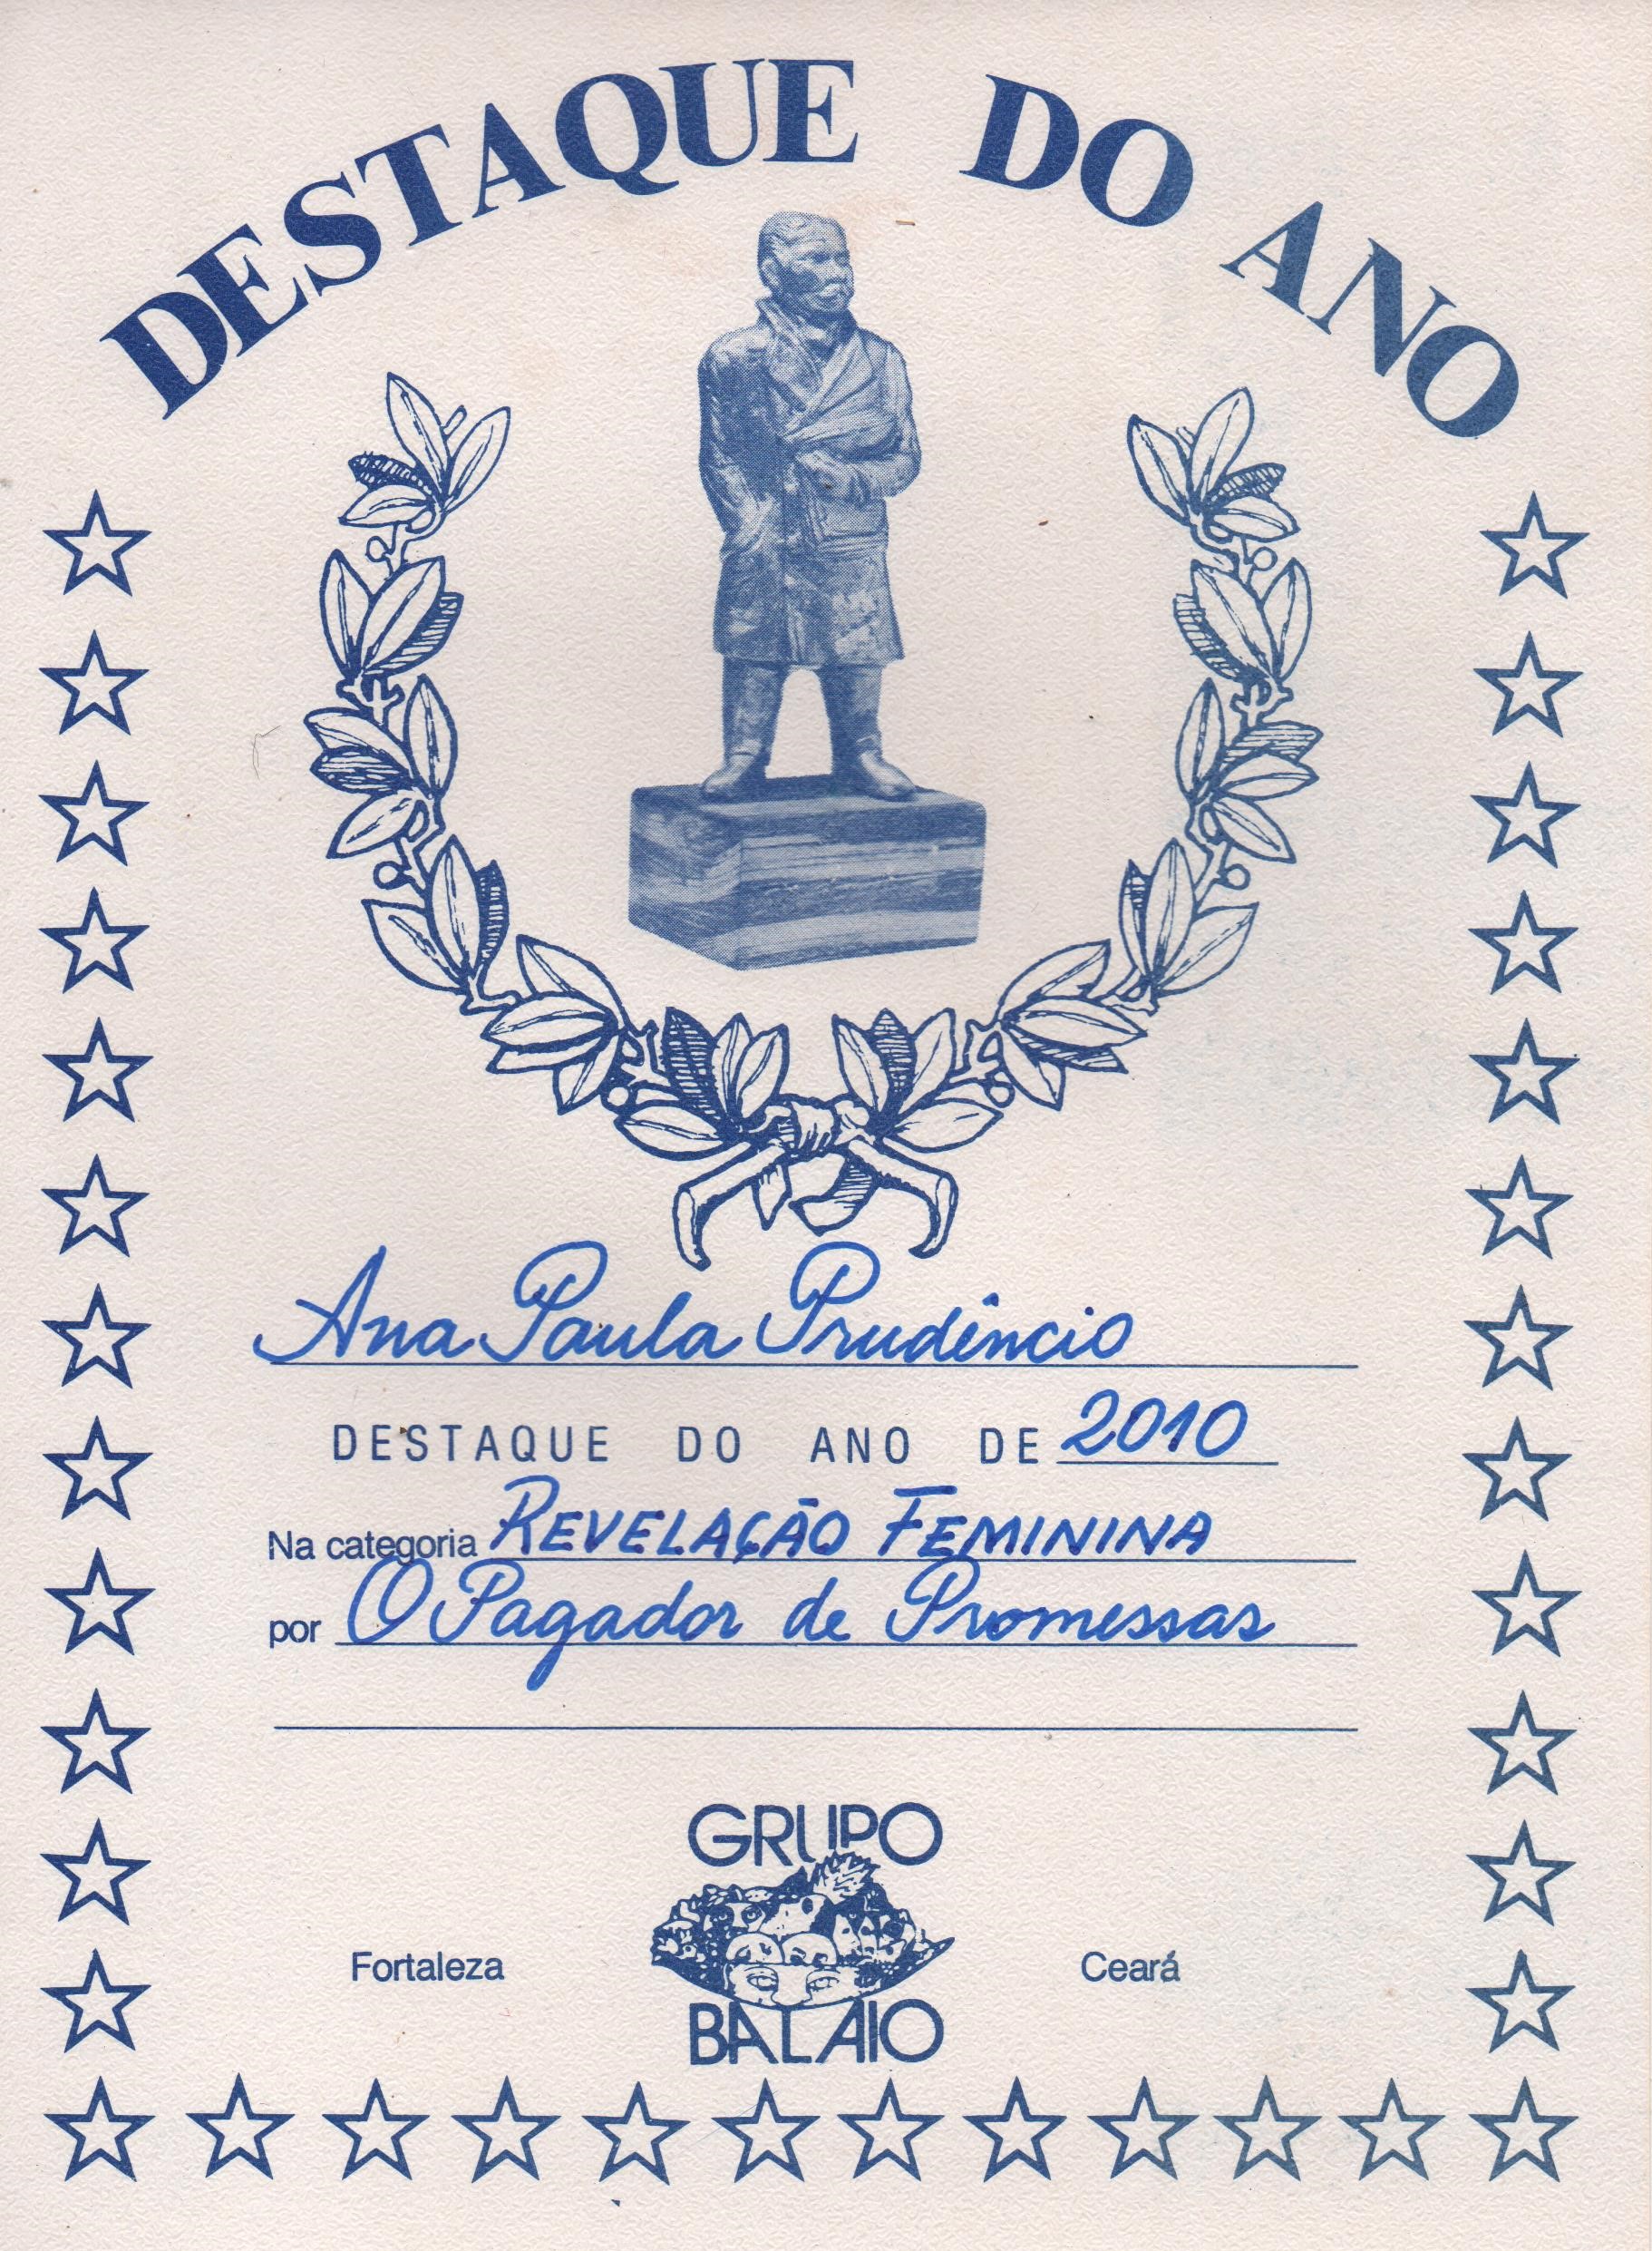 DESTAQUE DO ANO
Ana Paula Prudêncio
DESTAQUE DO ANO DE 2010
Na categoria REVELAÇÃO FEMININA
por O Pagador de Promessas
GRUPO
Fortaleza Ceará
BALAIO